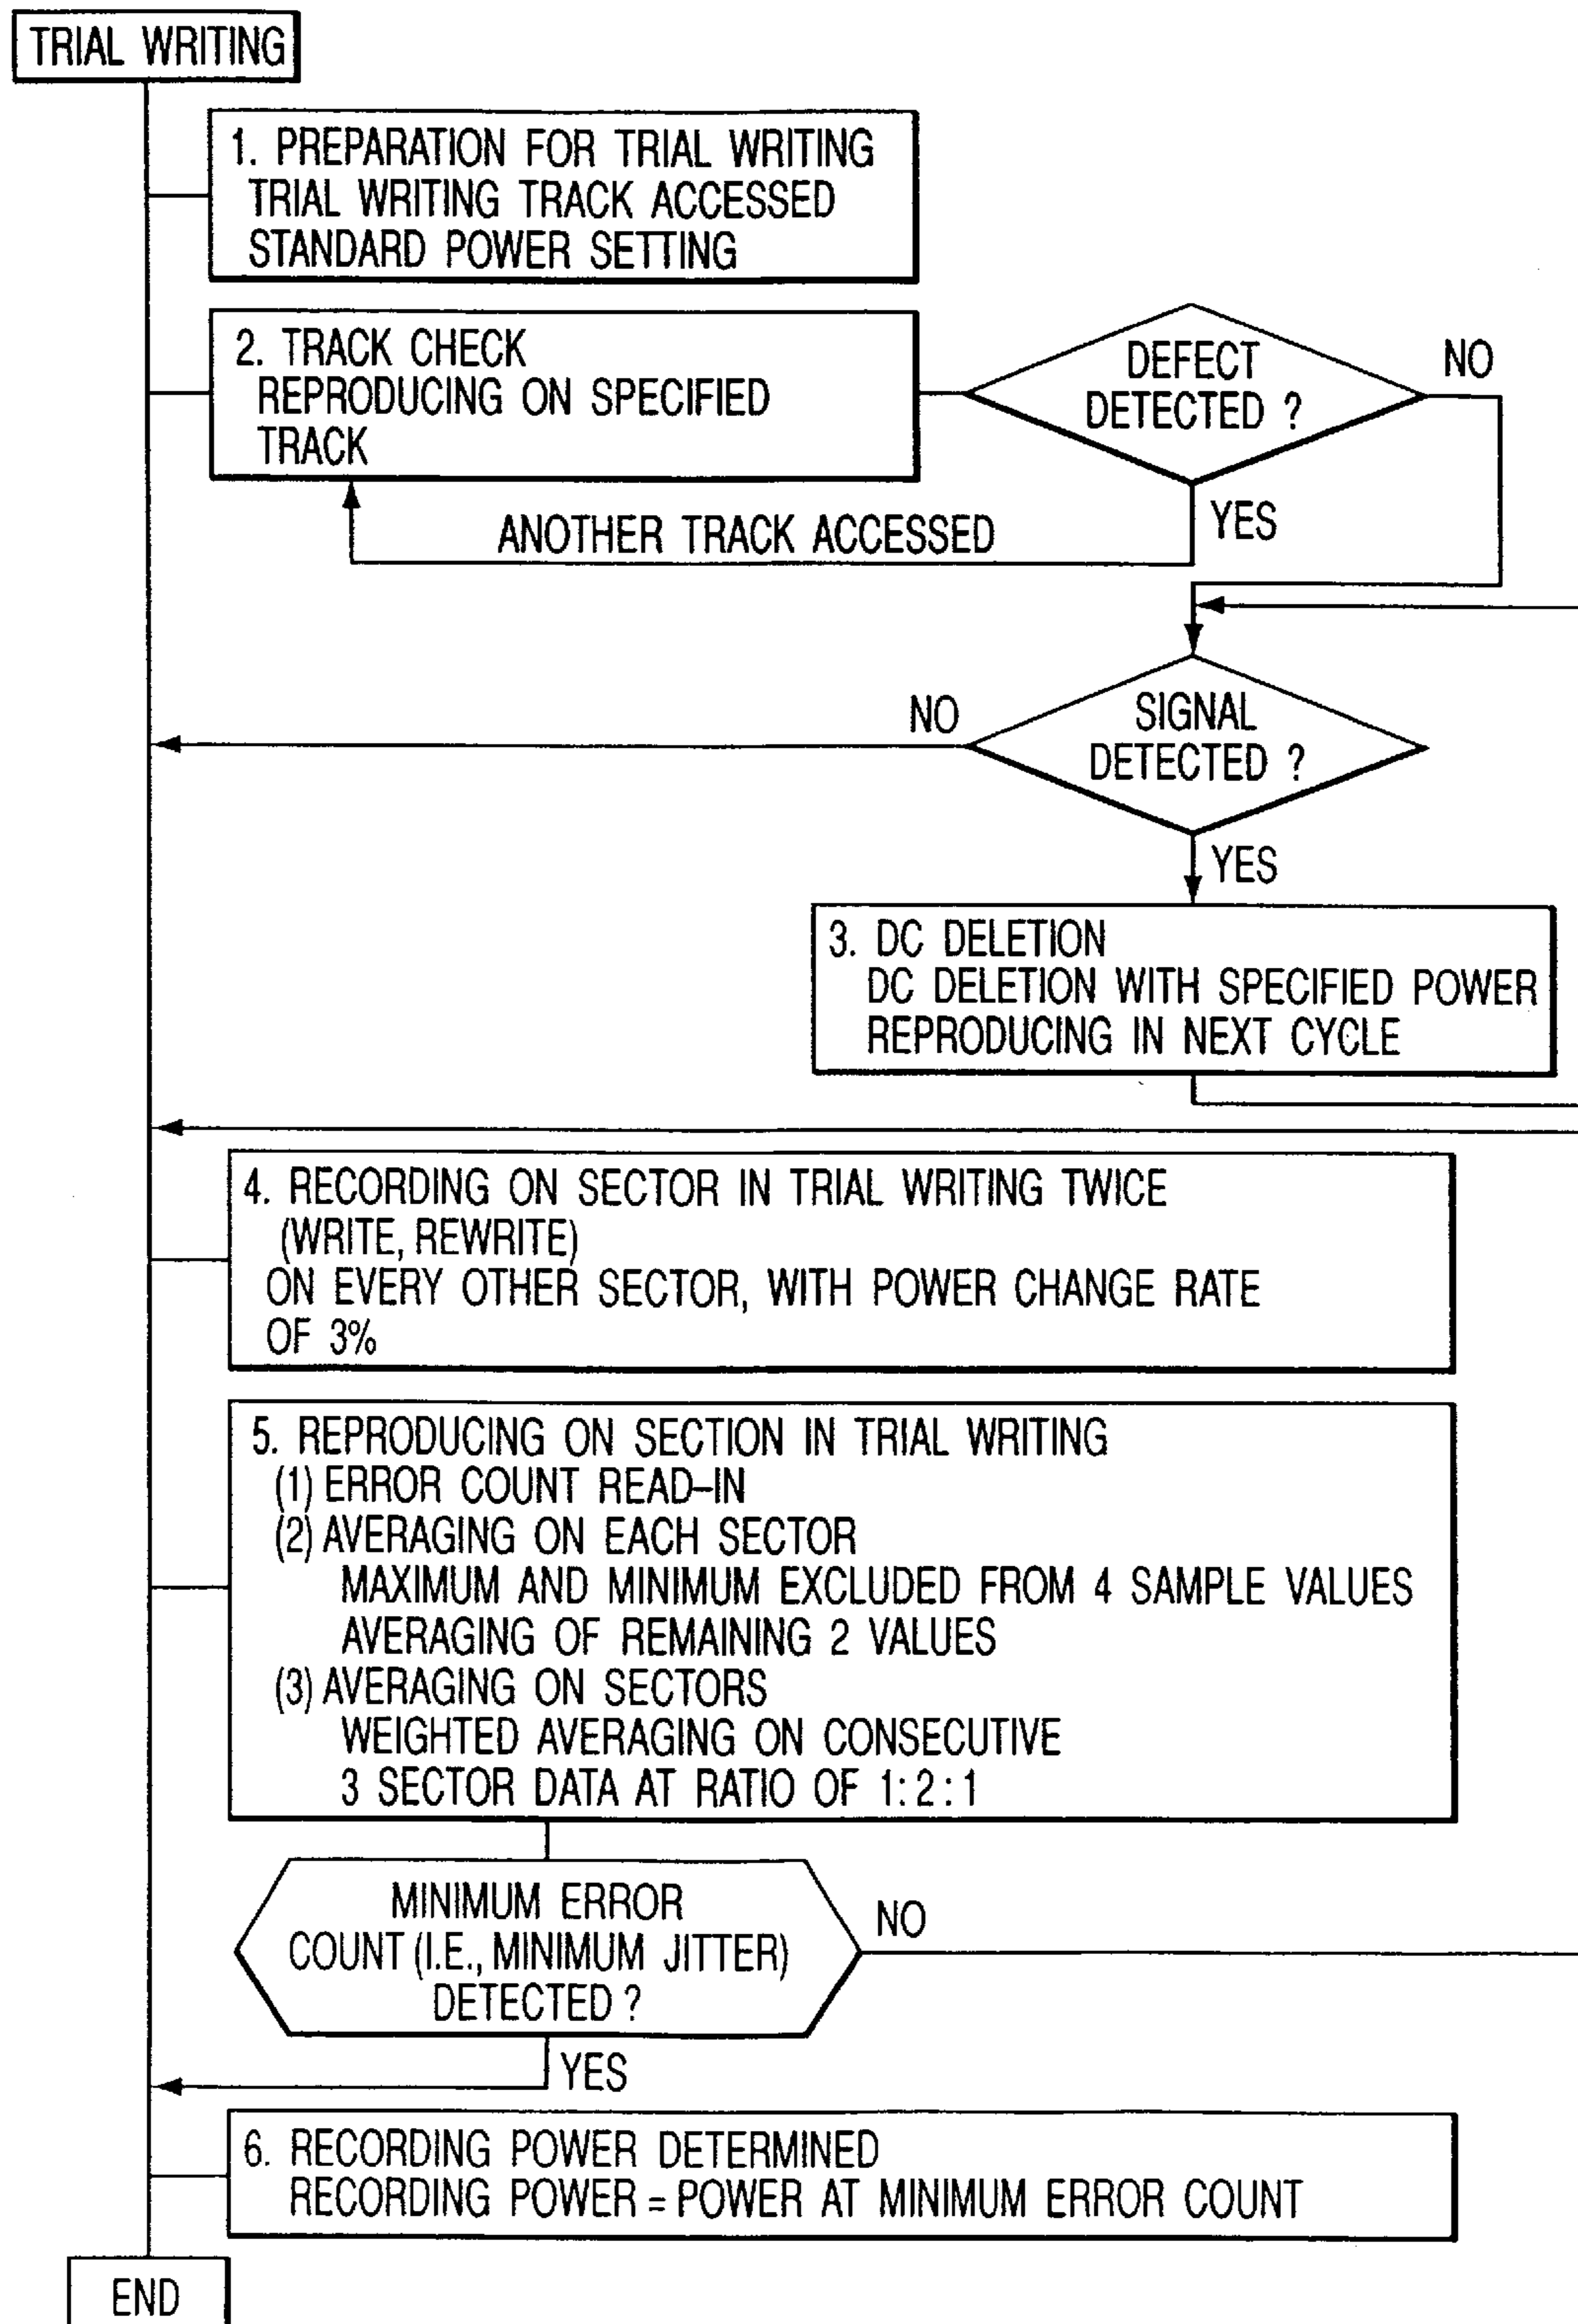 TRIAL WRITING
1. PREPARATION FOR TRIAL WRITING
TRIAL WRITING TRACK ACCESSED
STANDARD POWER SETTING
2. TRACK CHECK
REPRODUCING ON SPECIFIED
TRACK
DEFECT
DETECTED ?
NO
YES
ANOTHER TRACK ACCESSED
SIGNAL
DETECTED ?
NO
YES
3. DC DELETION
DC DELETION WITH SPECIFIED POWER
REPRODUCING IN NEXT CYCLE
4. RECORDING ON SECTOR IN TRIAL WRITING TWICE
(WRITE, REWRITE)
ON EVERY OTHER SECTOR, WITH POWER CHANGE RATE
OF 3%
5. REPRODUCING ON SECTION IN TRIAL WRITING
(1) ERROR COUNT READ-IN
(2) AVERAGING ON EACH SECTOR
MAXIMUM AND MINIMUM EXCLUDED FROM 4 SAMPLE VALUES
AVERAGING OF REMAINING 2 VALUES
(3) AVERAGING ON SECTORS
WEIGHTED AVERAGING ON CONSECUTIVE
3 SECTOR DATA AT RATIO OF 1:2:1
MINIMUM ERROR
COUNT (I.E., MINIMUM JITTER)
DETECTED ?
NO
YES
6. RECORDING POWER DETERMINED
RECORDING POWER = POWER AT MINIMUM ERROR COUNT
END